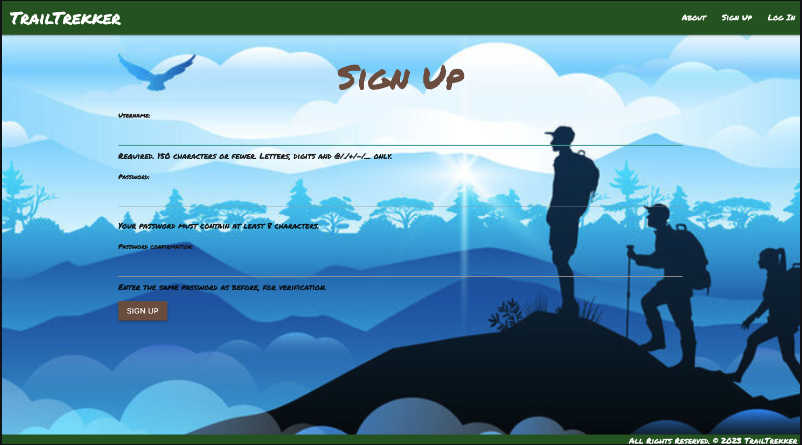 TrailTrekker
About Sign Up Log In
Sign Up
Username:
Required. 150 characters or fewer. Letters, digits and @/./+/-/_ only.
Password:
Your password must contain at least 8 characters.
Password confirmation:
Enter the same password as before, for verification.
SIGN UP
All Rights Reserved. © 2023 TrailTrekker